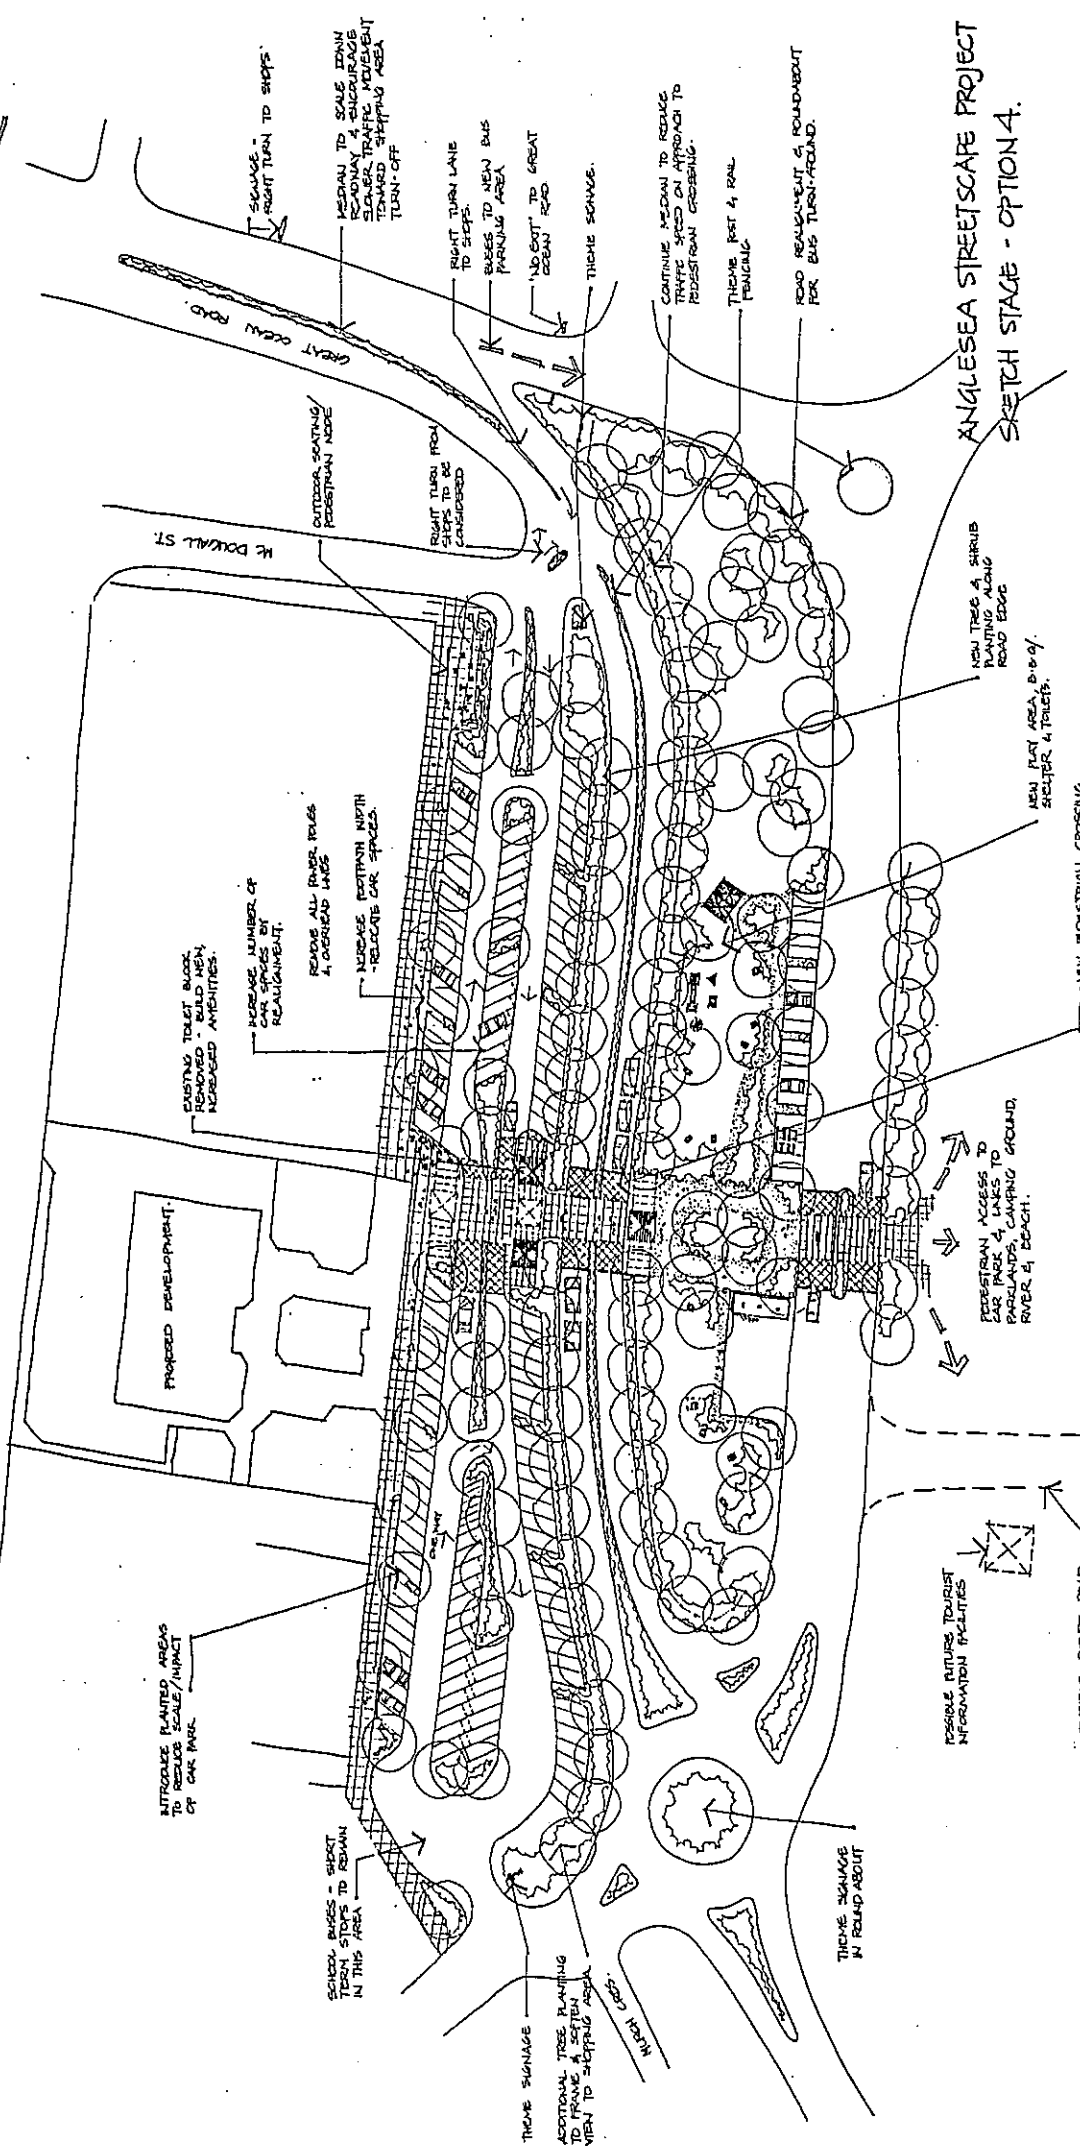 ANGLESEA STREETSCAPE PROJECT
SKETCH STAGE - OPTION 4.
SIGNAGE -
RIGHT TURN TO SHOPS
MEDIAN TO SCALE DOWN
ROADWAY & ENCOURAGE
SLOWER TRAFFIC MOVEMENT
TOWARD SHOPPING AREA
TURN-OFF
RIGHT TURN LANE
TO SHOPS.
BUSES TO NEW BUS
PARKING AREA
'NO EXIT' TO GREAT
OCEAN ROAD.
THEME SIGNAGE.
CONTINUE MEDIAN TO REDUCE
TRAFFIC SPEED ON APPROACH TO
PEDESTRIAN CROSSING.
THEME POST & RAIL
FENCING
ROAD REALIGNMENT & ROUNDABOUT
FOR BUS TURN-AROUND.
GREAT OCEAN ROAD.
McDOUGALL ST.
OUTDOOR SEATING/
PEDESTRIAN NODE
RIGHT TURN FROM
SHOPS TO BE
CONSIDERED
NEW TREE & SHRUB
PLANTING ALONG
ROAD EDGE
NEW PLAY AREA, B.B.Q/
SHELTER & TOILETS.
NEW PEDESTRIAN CROSSING
EXISTING TOILET BLOCK
REMOVED - BUILD NEW,
INCREASED AMENITIES.
INCREASE NUMBER OF
CAR SPACES BY
REALIGNMENT.
REMOVE ALL POWER POLES
& OVERHEAD LINES
INCREASE FOOTPATH WIDTH
- RELOCATE CAR SPACES.
PROPOSED DEVELOPMENT.
PEDESTRIAN ACCESS TO
CAR PARK & LINKS TO
PARKLANDS, CAMPING GROUND,
RIVER & BEACH.
ONE WAY
INTRODUCE PLANTED AREAS
TO REDUCE SCALE/IMPACT
OF CAR PARK
POSSIBLE FUTURE TOURIST
INFORMATION FACILITIES
SCHOOL BUSES - SHORT
TERM STOPS TO REMAIN
IN THIS AREA
THEME SIGNAGE
IN ROUND ABOUT
THEME SIGNAGE
ADDITIONAL TREE PLANTING
TO FRAME & SOFTEN
VIEW TO SHOPPING AREA
MURCH CRES.